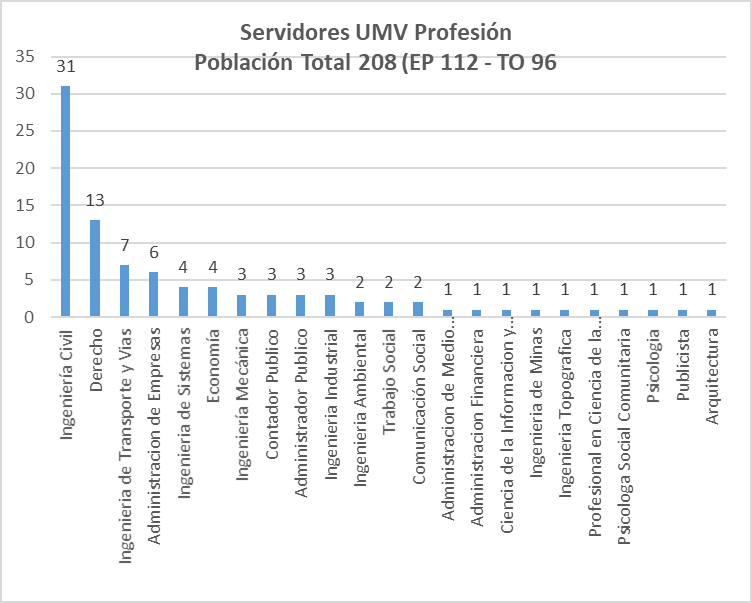 Servidores UMV Profesión
Población Total 208 (EP 112 - TO 96
35
30
25
20
15
10
5
0
31
13
7
6
4
4
3
3
3
3
2
2
2
1
1
1
1
1
1
1
1
1
1
Ingeniería Civil
Derecho
Ingenieria de Transporte y Vias
Administracion de Empresas
Ingenieria de Sistemas
Economía
Ingeniería Mecánica
Contador Publico
Administrador Publico
Ingeniería Industrial
Ingeniería Ambiental
Trabajo Social
Comunicación Social
Administracion de Medio…
Administracion Financiera
Ciencia de la Informacion y…
Ingenieria de Minas
Ingenieria Topografica
Profesional en Ciencia de la…
Psicologa Social Comunitaria
Psicologia
Publicista
Arquitectura